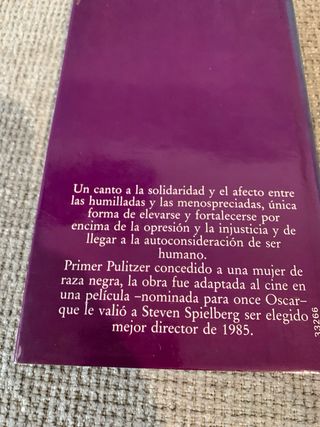 Un canto a la solidaridad y el afecto entre
las humilladas y las menospreciadas, única
forma de elevarse y fortalecerse por
encima de la opresión y la injusticia y de
llegar a la autoconsideración de ser
humano.
Primer Pulitzer concedido a una mujer de
raza negra, la obra fue adaptada al cine en
una película –nominada para once Oscar–
que le valió a Steven Spielberg ser elegido
mejor director de 1985.
33266